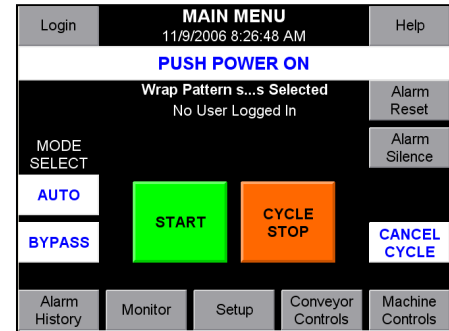 Login
MAIN MENU
11/9/2006 8:26:48 AM
Help
PUSH POWER ON
Wrap Pattern s...s Selected
No User Logged In
Alarm
Reset
Alarm
Silence
MODE
SELECT
AUTO
BYPASS
START
CYCLE
STOP
CANCEL
CYCLE
Alarm
History
Monitor
Setup
Conveyor
Controls
Machine
Controls